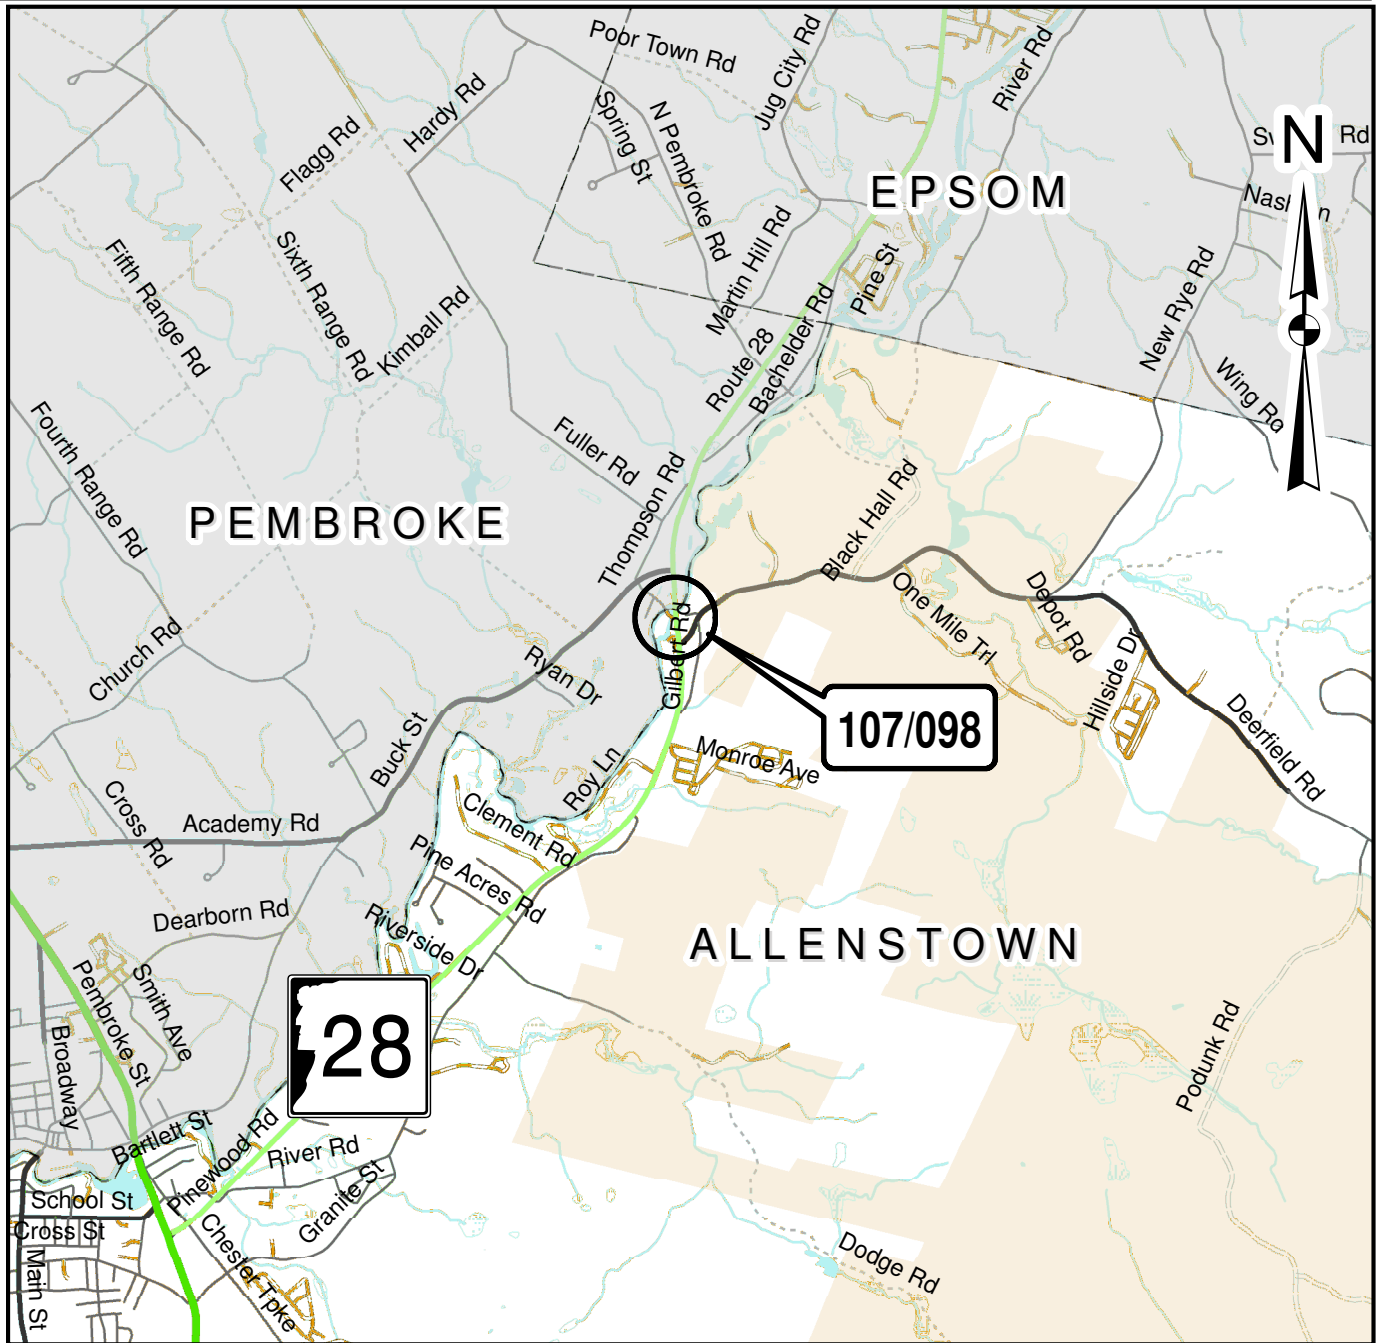 Poor Town Rd
Jug City Rd
River Rd
Hardy Rd
Spring St
N Pembroke Rd
Flagg Rd
N
Rd
EPSOM
Fifth Range Rd
Sixth Range Rd
Kimball Rd
Martin Hill Rd
Pine St
New Rye Rd
Route 28
Bachelder Rd
Wing Rd
Fourth Range Rd
Fuller Rd
Thompson Rd
Black Hall Rd
PEMBROKE
One Mile Trl
Depot Rd
Church Rd
Ryan Dr
Gilbert Rd
Hillside Dr
107/098
Deerfield Rd
Buck St
Roy Ln
Monroe Ave
Cross Rd
Academy Rd
Clement Rd
Pine Acres Rd
Dearborn Rd
Riverside Dr
ALLENSTOWN
Smith Ave
Pembroke St
Broadway
28
Podunk Rd
Bartlett St
Pinewood Rd
River Rd
School St
Granite St
Cross St
Chester Tpke
Main St
Dodge Rd